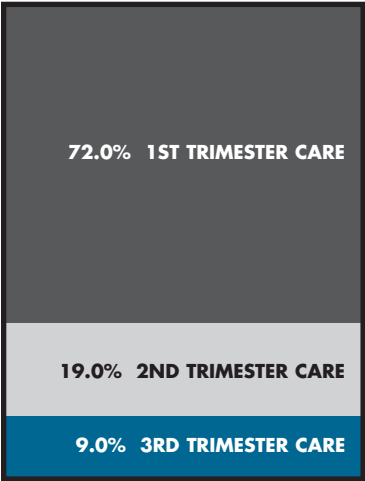 72.0% 1ST TRIMESTER CARE
19.0% 2ND TRIMESTER CARE
9.0% 3RD TRIMESTER CARE